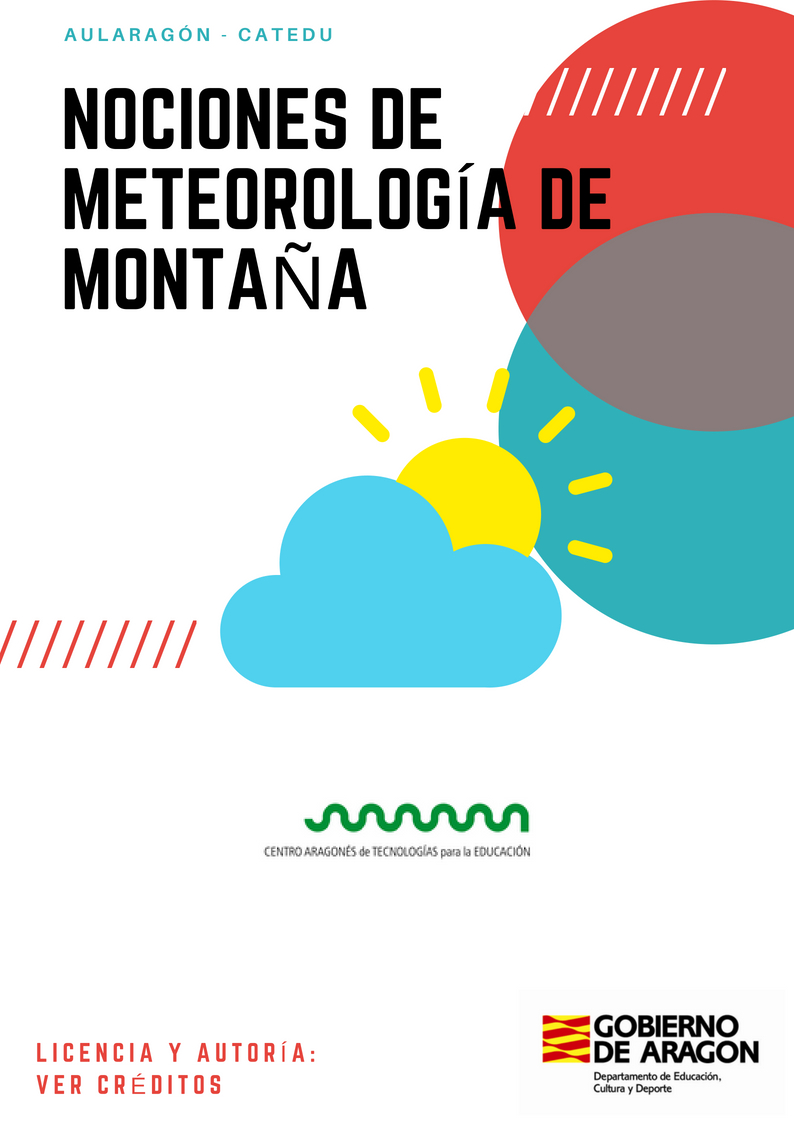 AULARAGÓN - CATEDU
NOCIONES DE
METEOROLOGÍA DE
MONTAÑA
CENTRO ARAGONÉS de TECNOLOGÍAS para la EDUCACIÓN
GOBIERNO
DE ARAGON
Departamento de Educación,
Cultura y Deporte
LICENCIA Y AUTORÍA:
VER CRÉDITOS